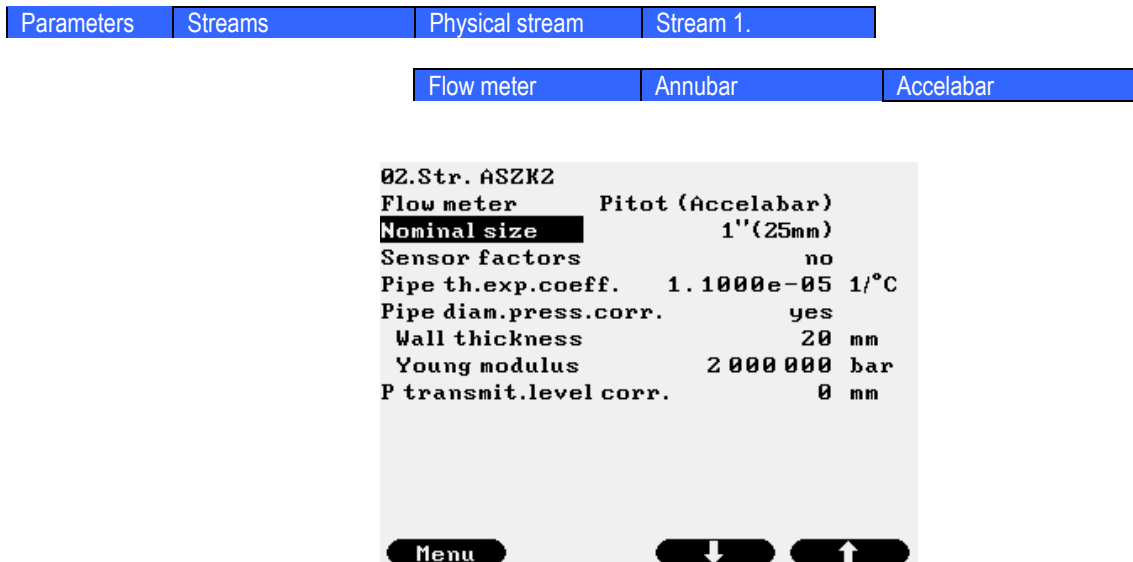 Parameters Streams Physical stream Stream 1.
Flow meter Annubar Accelabar
02.Str. ASZK2
Flow meter Pitot (Accelabar)
Nominal size 1''(25mm)
Sensor factors no
Pipe th.exp.coeff. 1.1000e-05 1/°C
Pipe diam.press.corr. yes
Wall thickness 20 mm
Young modulus 2 000 000 bar
P transmit.level corr. 0 mm
Menu ↓ ↑